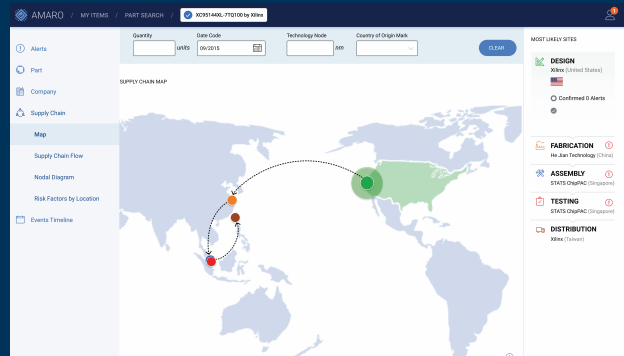 AMARO / MY ITEMS / PART SEARCH / XC95144XL-7TQ100 by Xilinx
1
Alerts
Part
Company
Supply Chain
Map
Supply Chain Flow
Nodal Diagram
Risk Factors by Location
Events Timeline
Quantity
units
Date Code
09/2015
Technology Node
nm
Country of Origin Mark
CLEAR
SUPPLY CHAIN MAP
MOST LIKELY SITES
DESIGN
Xilinx (United States)
Confirmed 0 Alerts
FABRICATION
He Jian Technology (China)
ASSEMBLY
STATS ChipPAC (Singapore)
TESTING
STATS ChipPAC (Singapore)
DISTRIBUTION
Xilinx (Taiwan)